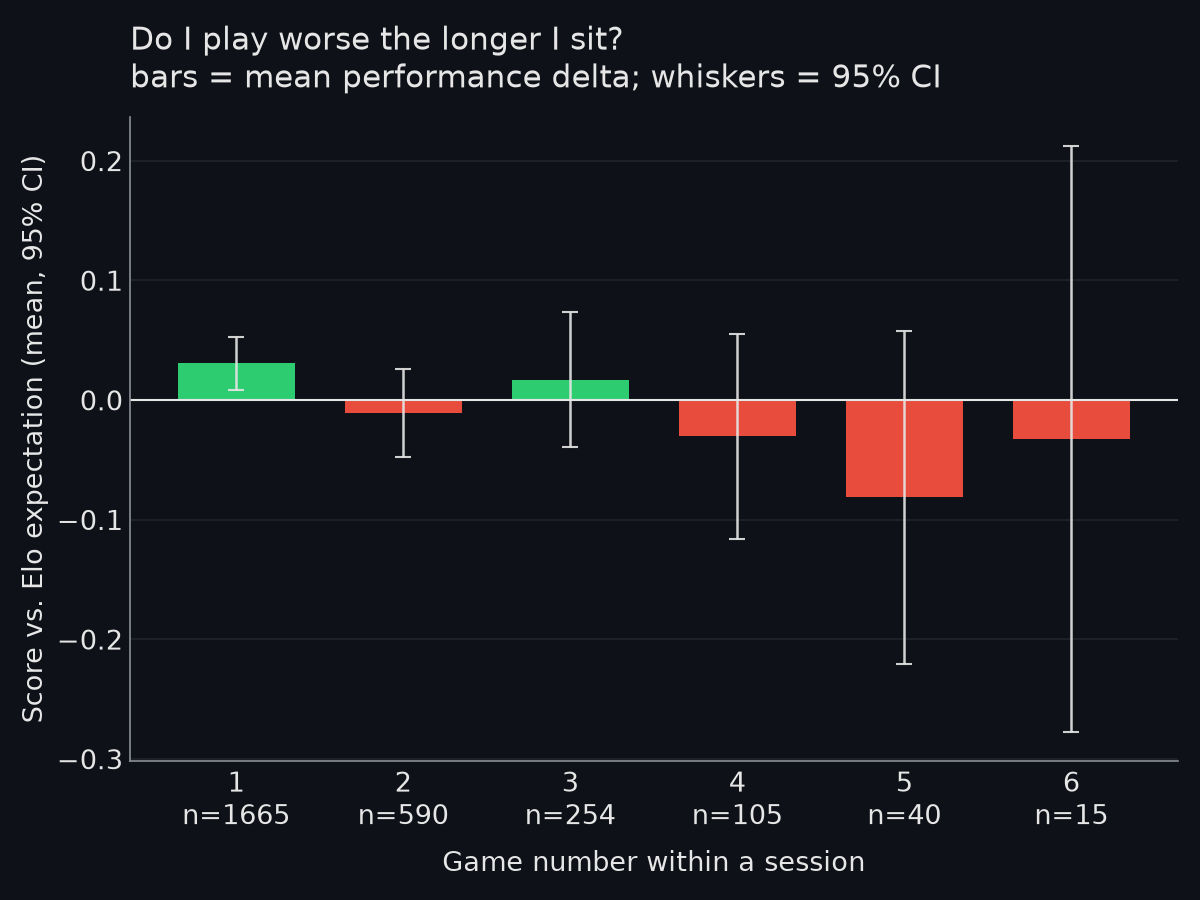 Do I play worse the longer I sit?
bars = mean performance delta; whiskers = 95% CI
Score vs. Elo expectation (mean, 95% CI)
0.2
0.1
0.0
−0.1
−0.2
−0.3
1 2 3 4 5 6
n=1665 n=590 n=254 n=105 n=40 n=15
Game number within a session